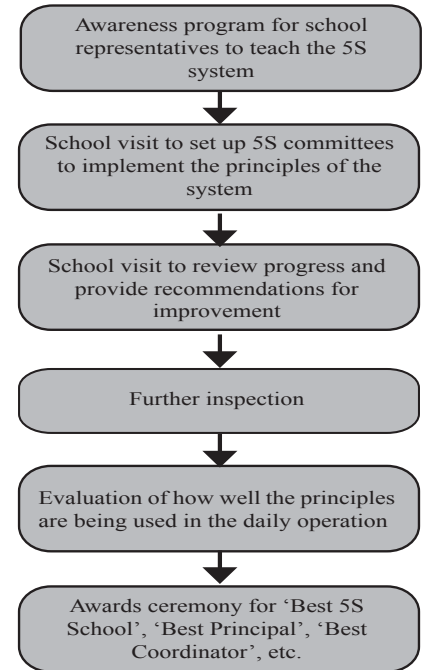 Awareness program for school
representatives to teach the 5S
system
School visit to set up 5S committees
to implement the principles of the
system
School visit to review progress and
provide recommendations for
improvement
Further inspection
Evaluation of how well the principles
are being used in the daily operation
Awards ceremony for ‘Best 5S
School’, ‘Best Principal’, ‘Best
Coordinator’, etc.